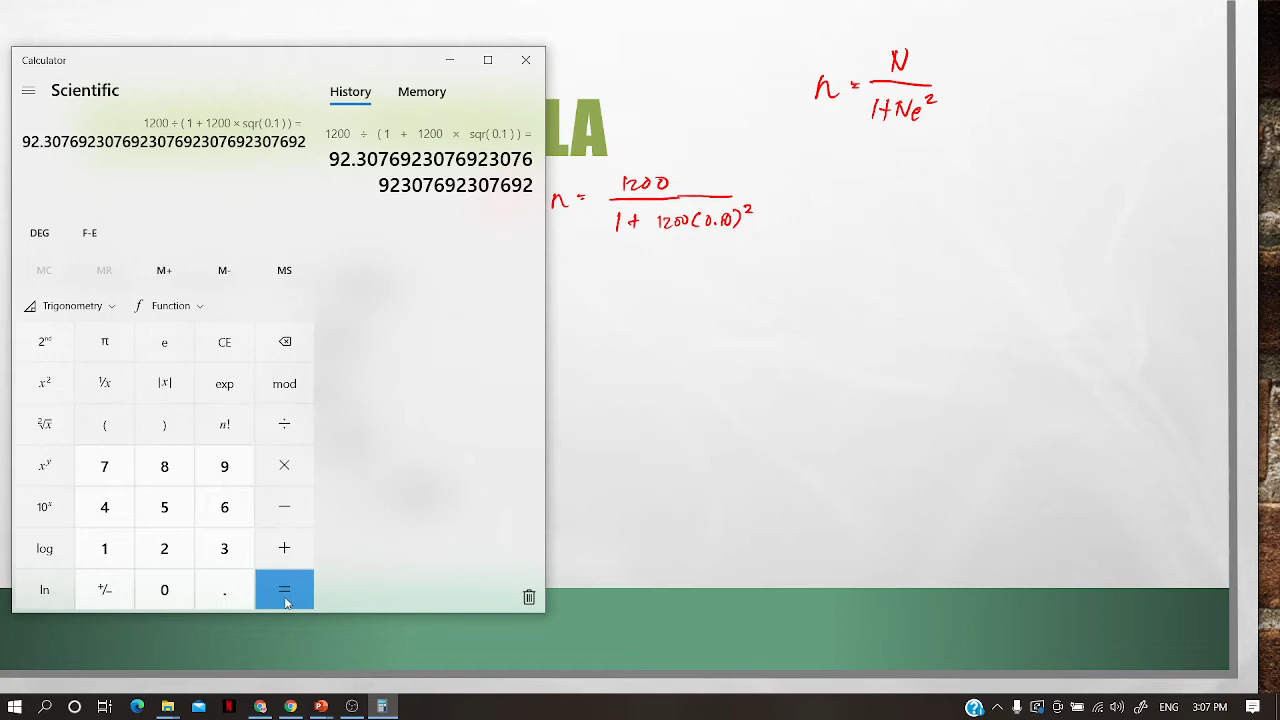 Calculator
Scientific
1200 ÷ ( 1 + 1200 × sqr( 0.1 ) ) =
92.307692307692307692307692307692
History
Memory
1200 ÷ ( 1 + 1200 × sqr( 0.1 ) ) =
92.3076923076923076
92307692307692
DEG
F-E
MC MR M+ M- MS
Trigonometry
f Function
2ⁿᵈ π e CE
x² ¹/x |x| exp mod
²√x ( ) n! ÷
xʸ 7 8 9 ×
10ˣ 4 5 6 −
log 1 2 3 +
ln +/− 0 . =
LA
n = N
1+Ne²
n = 1200
1 + 1200(0.10)²
ENG
3:07 PM